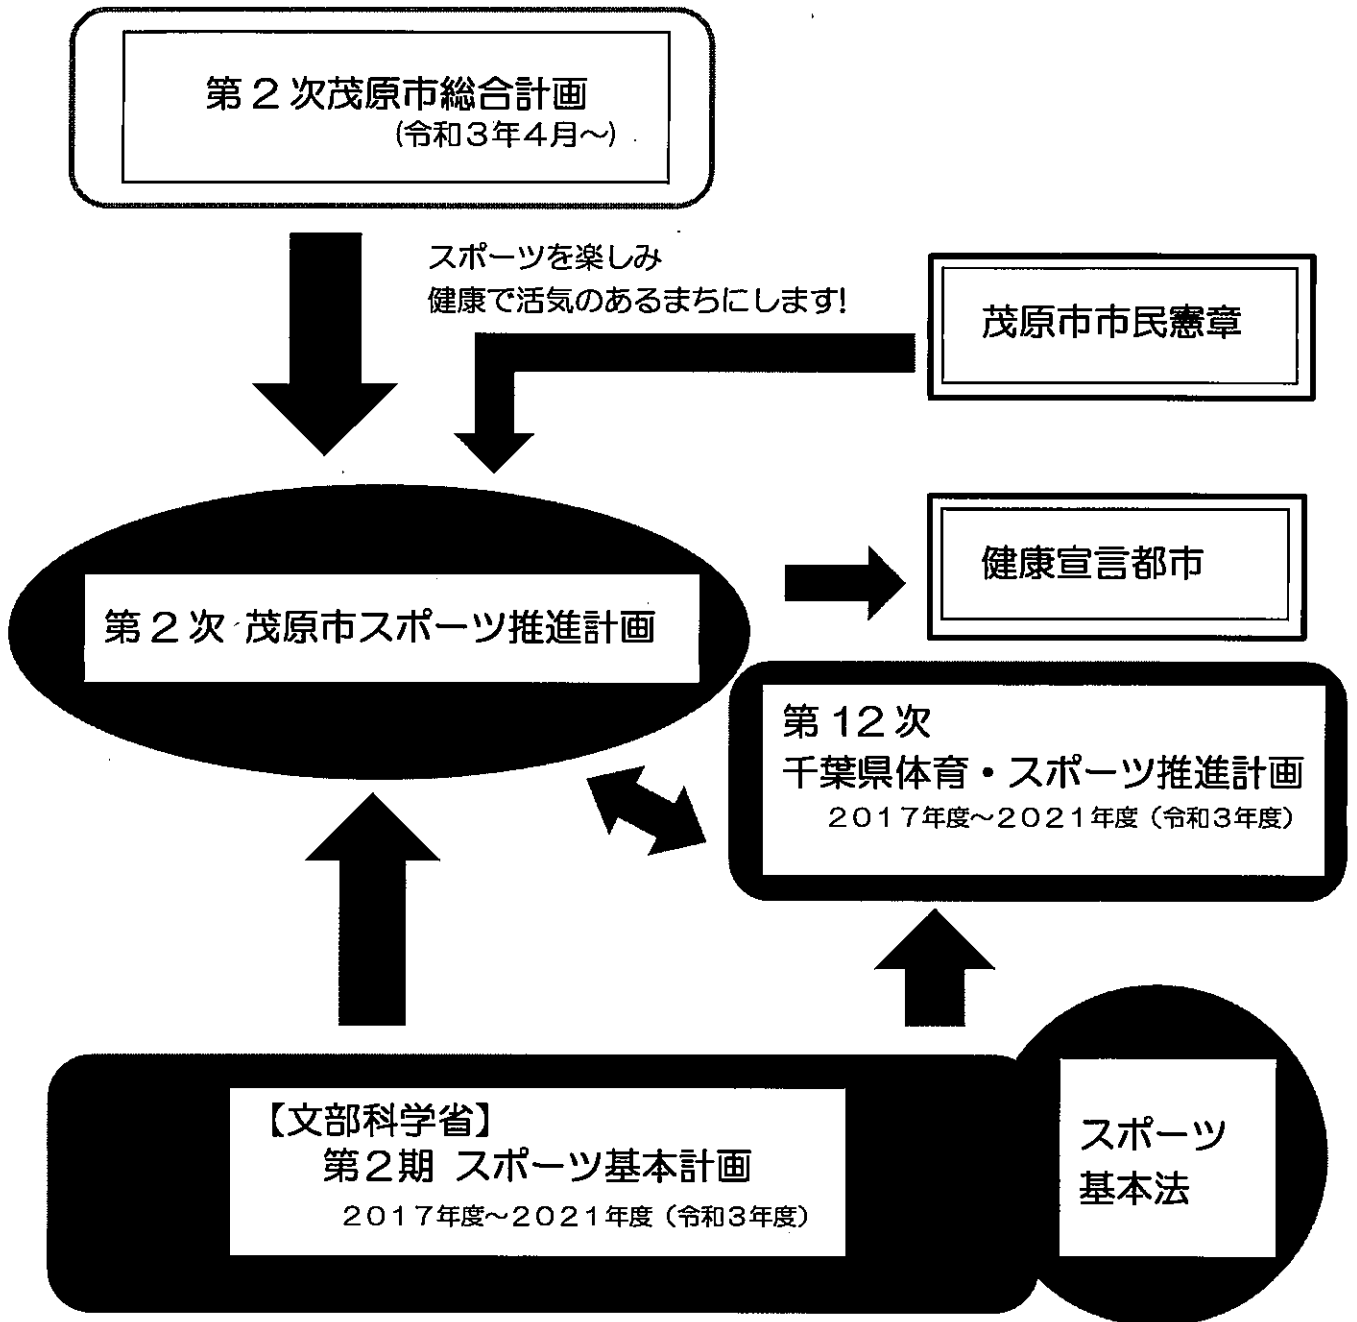 第2次茂原市総合計画
(令和3年4月～)
スポーツを楽しみ
健康で活気のあるまちにします!
茂原市市民憲章
健康宣言都市
第2次 茂原市スポーツ推進計画
第12次
千葉県体育・スポーツ推進計画
2017年度～2021年度（令和3年度）
【文部科学省】
第2期 スポーツ基本計画
2017年度～2021年度（令和3年度）
スポーツ
基本法